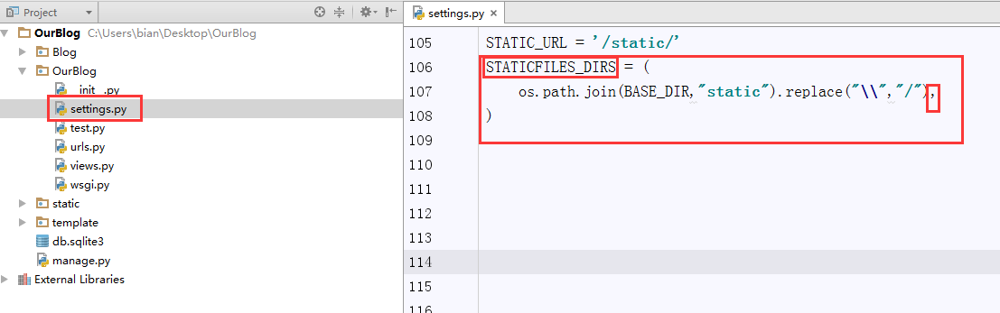 Project
settings.py
OurBlog C:\Users\bian\Desktop\OurBlog
Blog
OurBlog
__init__.py
settings.py
test.py
urls.py
views.py
wsgi.py
static
template
db.sqlite3
manage.py
External Libraries
105 STATIC_URL = '/static/'
106 STATICFILES_DIRS = (
107 os.path.join(BASE_DIR,"static").replace("\\","/"),
108 )
109
110
111
112
113
114
115
116